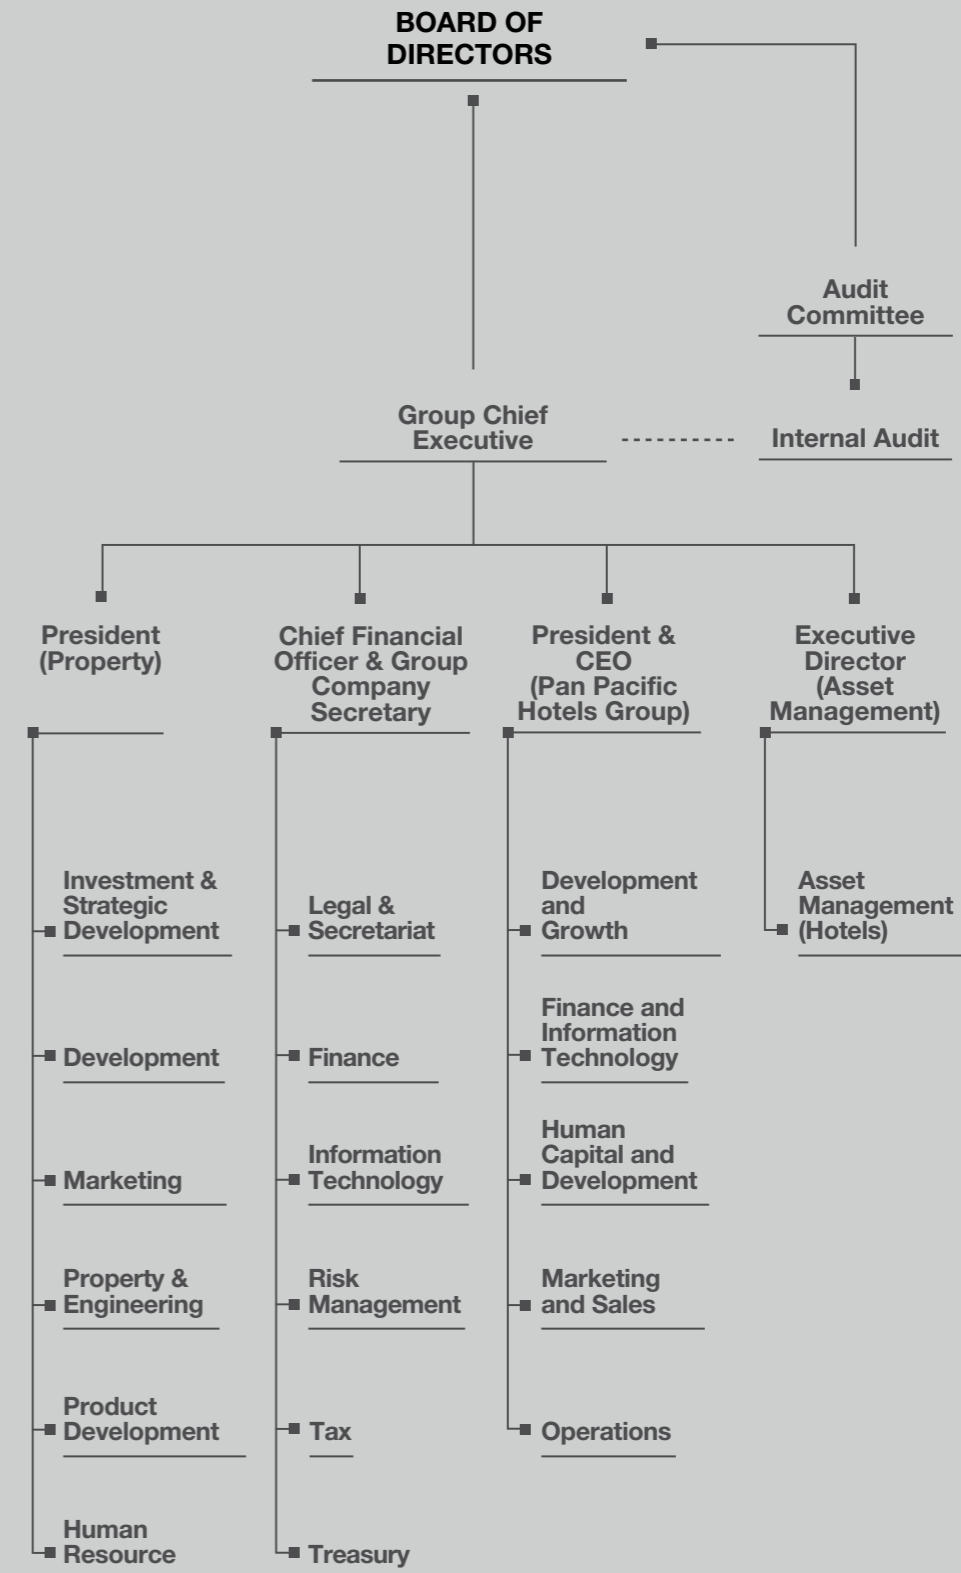 BOARD OF
DIRECTORS
Audit
Committee
Group Chief
Executive
Internal Audit
President
(Property)
Chief Financial
Officer & Group
Company
Secretary
President &
CEO
(Pan Pacific
Hotels Group)
Executive
Director
(Asset
Management)
Investment &
Strategic
Development
Development
Marketing
Property &
Engineering
Product
Development
Human
Resource
Legal &
Secretariat
Finance
Information
Technology
Risk
Management
Tax
Treasury
Development
and
Growth
Finance and
Information
Technology
Human
Capital and
Development
Marketing
and Sales
Operations
Asset
Management
(Hotels)